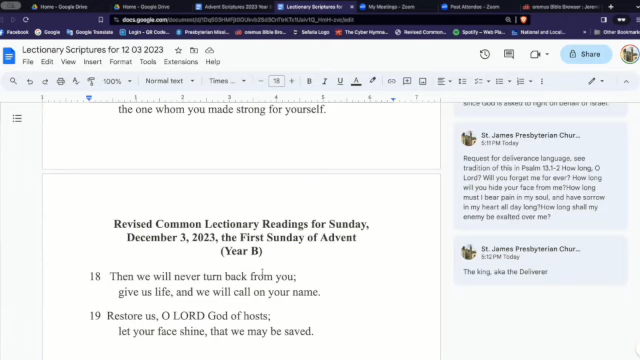 Home - Google Drive
Home - Google Drive
Advent Scriptures 2023 Year
Lectionary Scriptures for 12
My Meetings - Zoom
Post Attendee - Zoom
oremus Bible Browser
docs.google.com/document/d/
Google
Google Translate
Online Payment
Presbyterian Missi...
oremus Bible Brow...
Sefaria Logo
CHURCHTRAC
QR Code
LinkedIn
Revised Common L...
Spotify – Web Pl...
National and Local...
Other Bookmarks
Lectionary Scriptures for 12 03 2023
File Edit View Insert Format Tools Extensions Help
Share
100%
Normal text
Times ...
18
the one whom you made strong for yourself.
since God is asked to fight on behalf of Israel.
St. James Presbyterian Chur...
5:11 PM Today
Request for deliverance language, see
tradition of this in Psalm 13.1-2 How long, O
Lord? Will you forget me for ever? How long
will you hide your face from me?How long
must I bear pain in my soul, and have sorrow
in my heart all day long?How long shall my
enemy be exalted over me?
St. James Presbyterian Chur...
5:12 PM Today
The king, aka the Deliverer
Revised Common Lectionary Readings for Sunday,
December 3, 2023, the First Sunday of Advent
(Year B)
18 Then we will never turn back from you;
give us life, and we will call on your name.
19 Restore us, O LORD God of hosts;
let your face shine, that we may be saved.